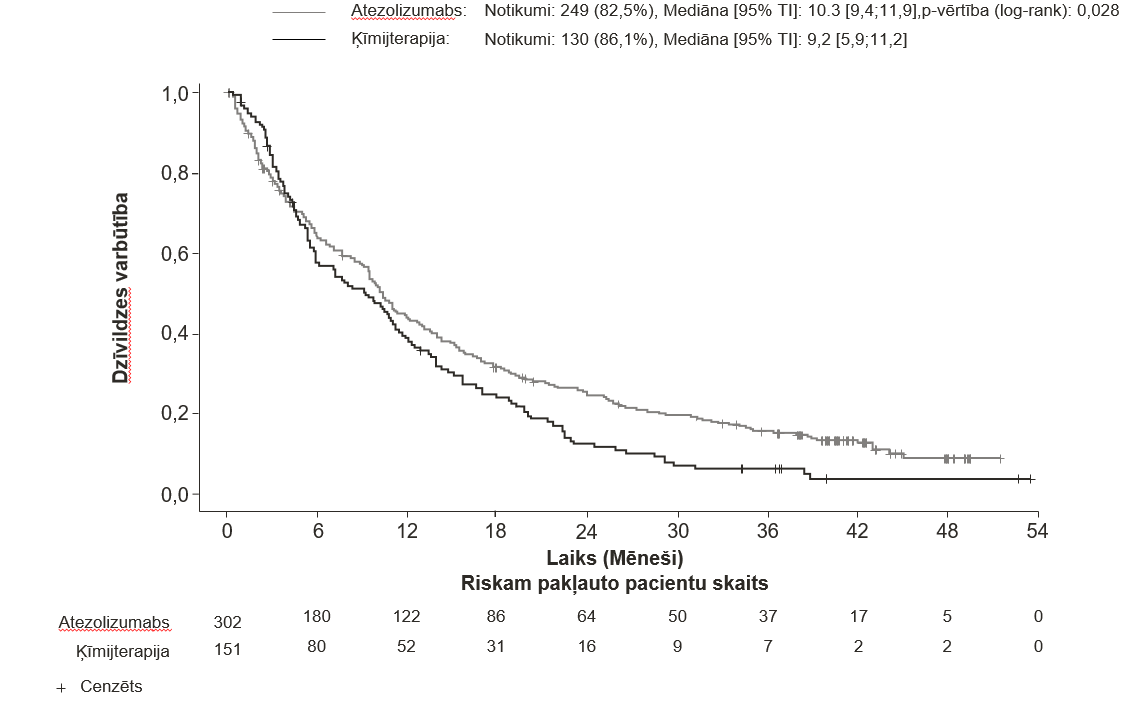 Atezolizumabs: Notikumi: 249 (82,5%), Mediāna [95% TI]: 10.3 [9,4;11,9],p-vērtība (log-rank): 0,028
Ķīmijterapija: Notikumi: 130 (86,1%), Mediāna [95% TI]: 9,2 [5,9;11,2]
1,0
0,8
0,6
0,4
0,2
0,0
Dzīvildzes varbūtība
0 6 12 18 24 30 36 42 48 54
Laiks (Mēneši)
Riskam pakļauto pacientu skaits
Atezolizumabs 302 180 122 86 64 50 37 17 5 0
Ķīmijterapija 151 80 52 31 16 9 7 2 2 0
+ Cenzēts